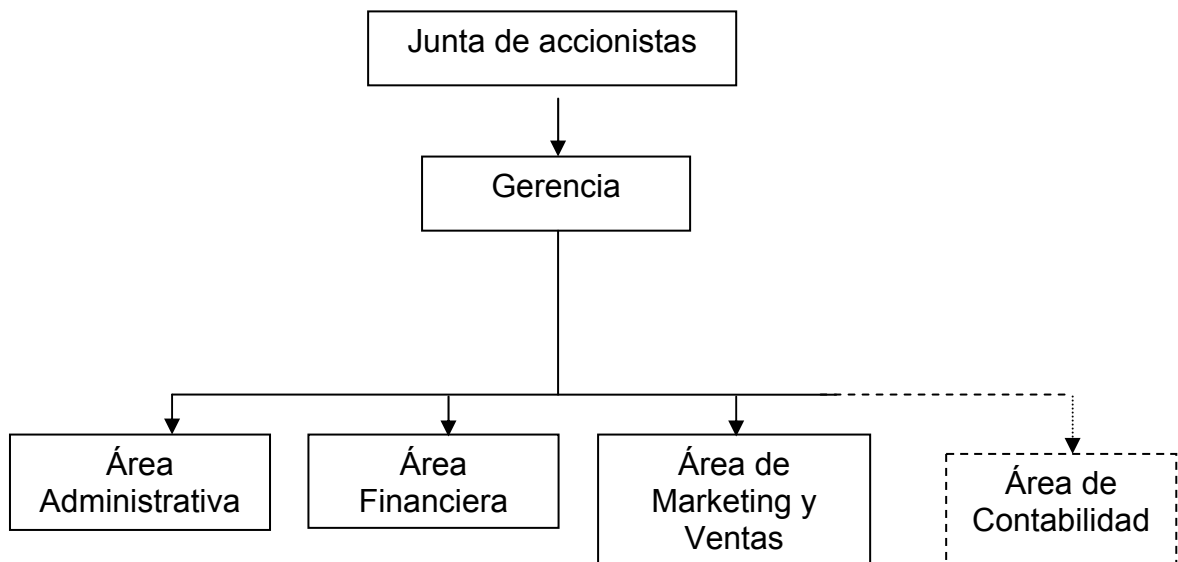 Junta de accionistas
Gerencia
Área
Administrativa
Área
Financiera
Área de
Marketing y
Ventas
Área de
Contabilidad